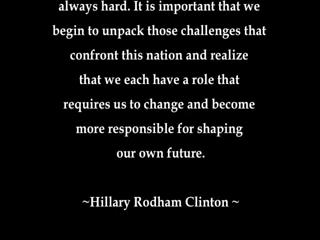 always hard. It is important that we
begin to unpack those challenges that
confront this nation and realize
that we each have a role that
requires us to change and become
more responsible for shaping
our own future.
~Hillary Rodham Clinton ~